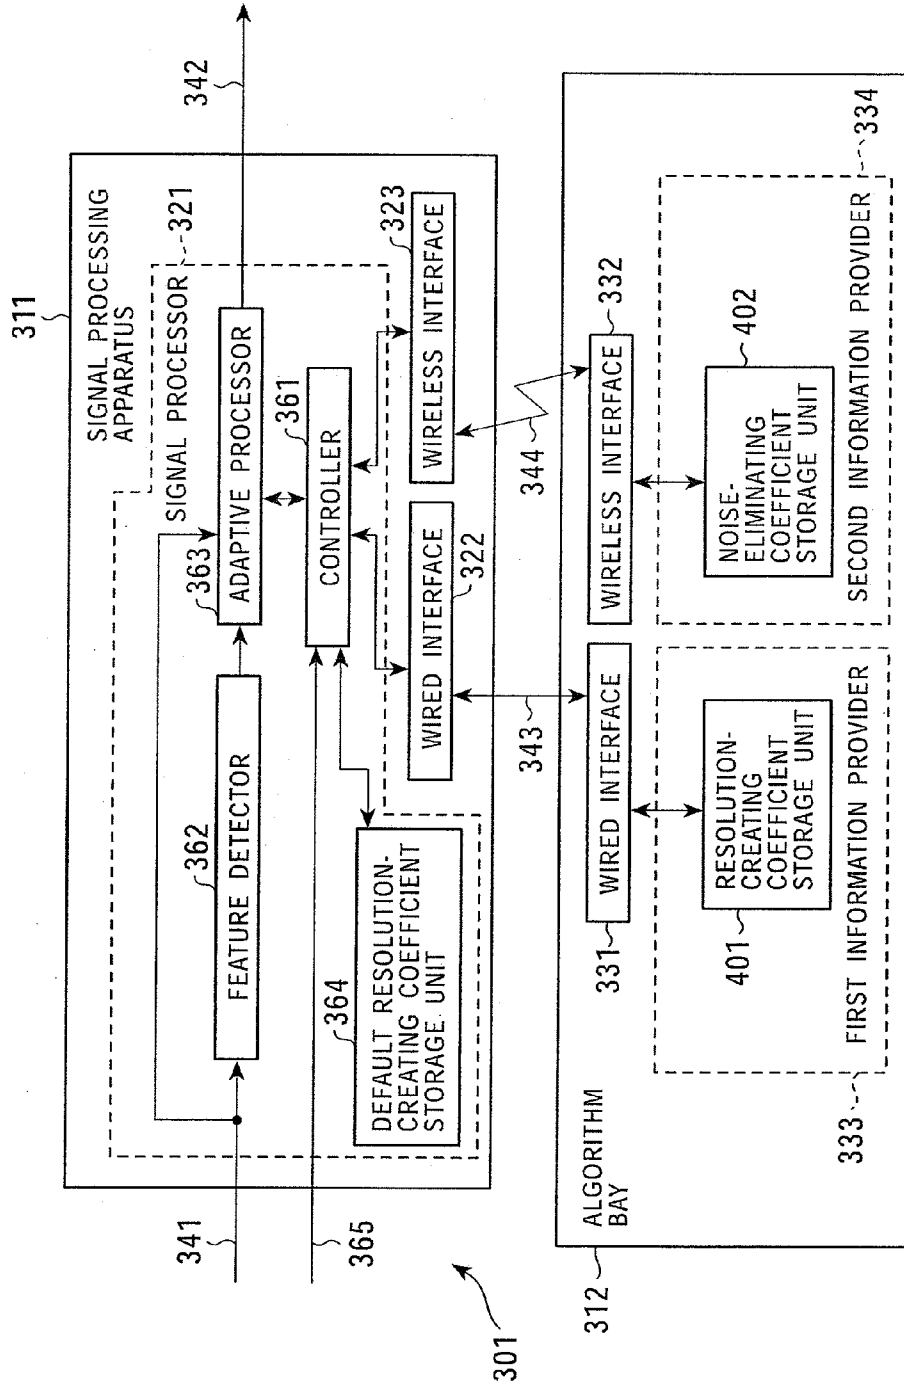 311
SIGNAL PROCESSING
APPARATUS
SIGNAL PROCESSOR
321
342
341
362
FEATURE DETECTOR
363
ADAPTIVE PROCESSOR
361
CONTROLLER
365
364
DEFAULT RESOLUTION-
CREATING COEFFICIENT
STORAGE UNIT
WIRED INTERFACE
322
323
WIRELESS INTERFACE
343
344
301
312
ALGORITHM
BAY
331
WIRED INTERFACE
WIRELESS INTERFACE
332
RESOLUTION-
CREATING
COEFFICIENT
STORAGE UNIT
401
FIRST INFORMATION PROVIDER
333
NOISE-
ELIMINATING
COEFFICIENT
STORAGE UNIT
402
SECOND INFORMATION PROVIDER
334